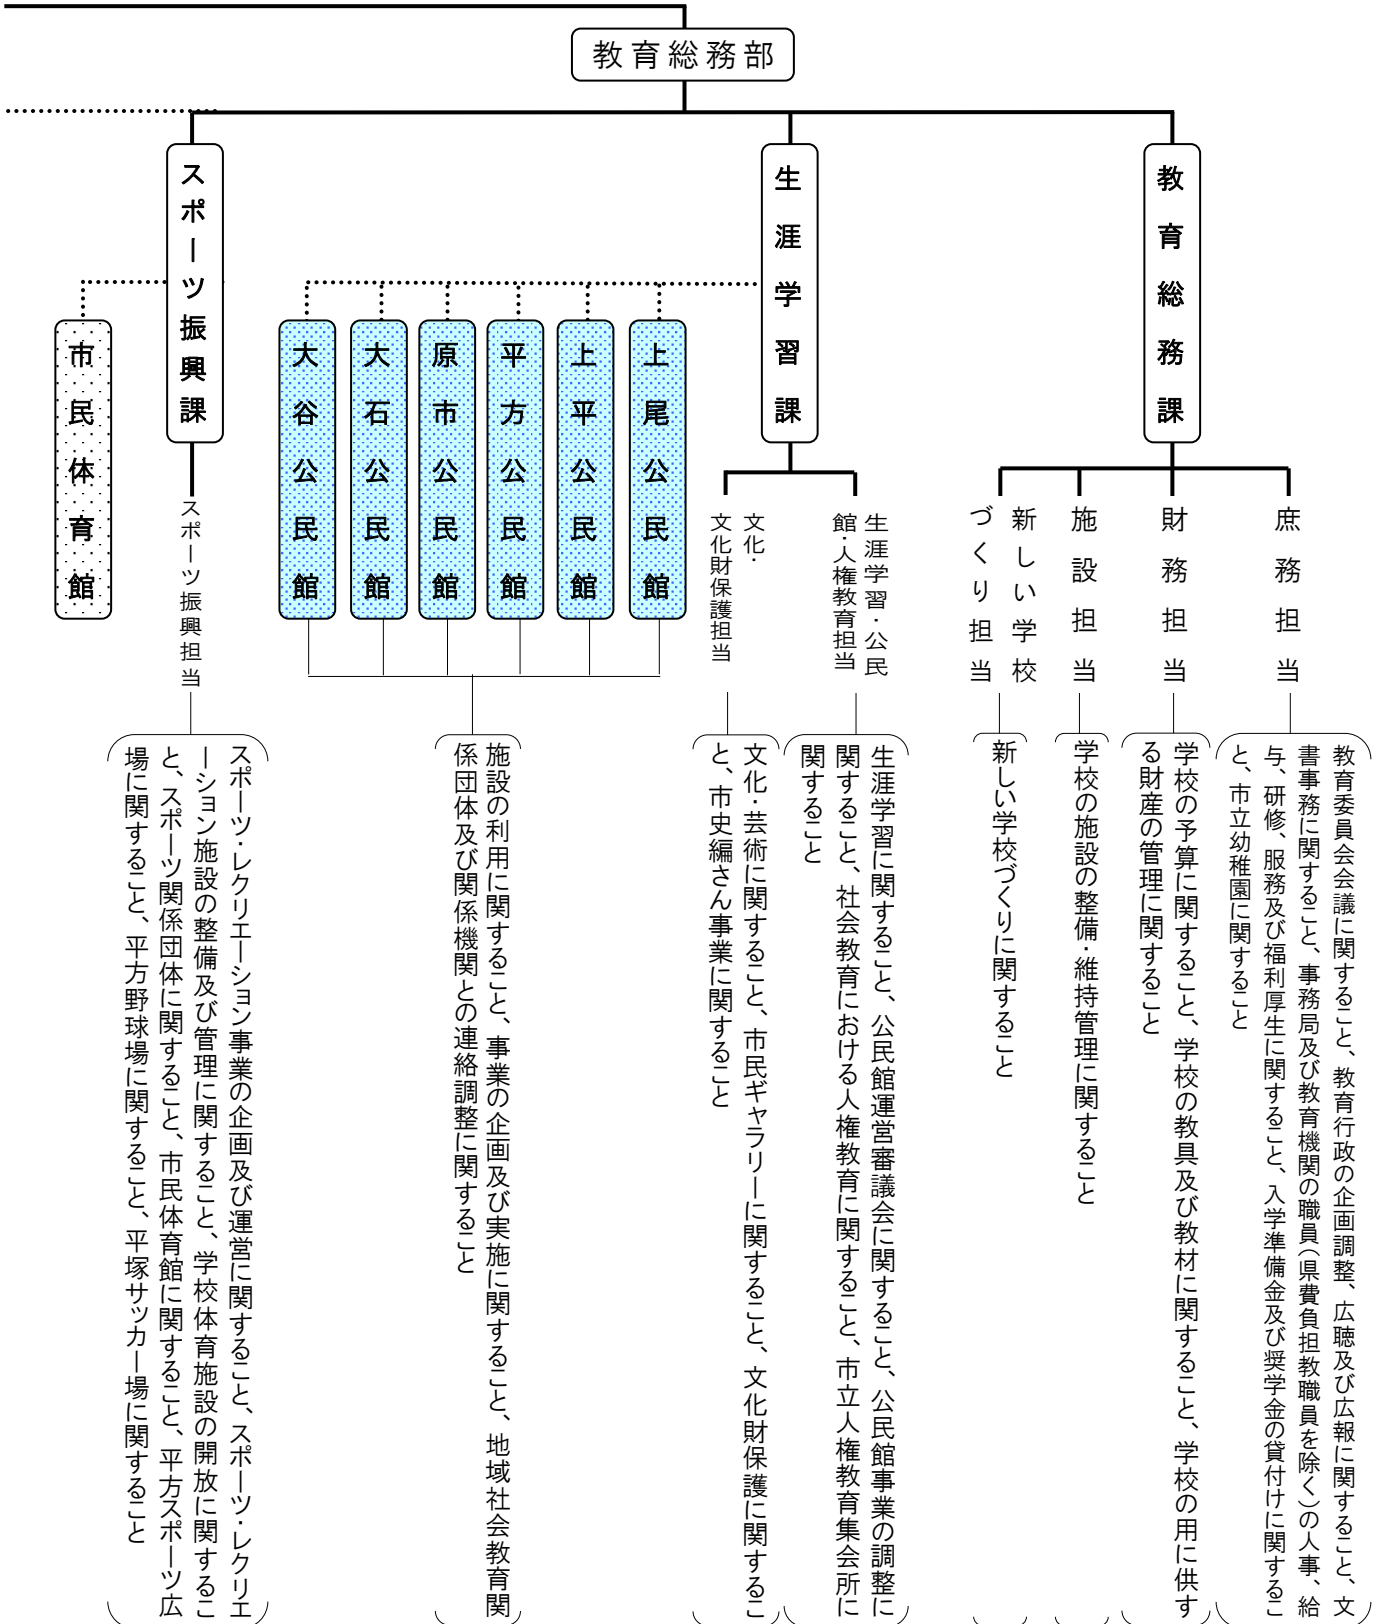 教育総務部
教育総務課
庶務担当
教育委員会会議に関すること、教育行政の企画調整、広聴及び広報に関すること、文
書事務に関すること、事務局及び教育機関の職員（県費負担教職員を除く）の人事、給
与、研修、服務及び福利厚生に関すること、入学準備金及び奨学金の貸付けに関するこ
と、市立幼稚園に関すること
財務担当
学校の予算に関すること、学校の教具及び教材に関すること、学校の用に供す
る財産の管理に関すること
施設担当
学校の施設の整備・維持管理に関すること
新しい学校
づくり担当
新しい学校づくりに関すること
生涯学習課
生涯学習・公民
館・人権教育担当
生涯学習に関すること、公民館運営審議会に関すること、公民館事業の調整に
関すること、社会教育における人権教育に関すること、市立人権教育集会所に
関すること
文化・
文化財保護担当
文化・芸術に関すること、市民ギャラリーに関すること、文化財保護に関するこ
と、市史編さん事業に関すること
上尾公民館
上平公民館
平方公民館
原市公民館
大石公民館
大谷公民館
施設の利用に関すること、事業の企画及び実施に関すること、地域社会教育関
係団体及び関係機関との連絡調整に関すること
スポーツ振興課
スポーツ振興担当
スポーツ・レクリエーション事業の企画及び運営に関すること、スポーツ・レクリエ
ーション施設の整備及び管理に関すること、学校体育施設の開放に関するこ
と、スポーツ関係団体に関すること、市民体育館に関すること、平方スポーツ広
場に関すること、平方野球場に関すること、平塚サッカー場に関すること
市民体育館